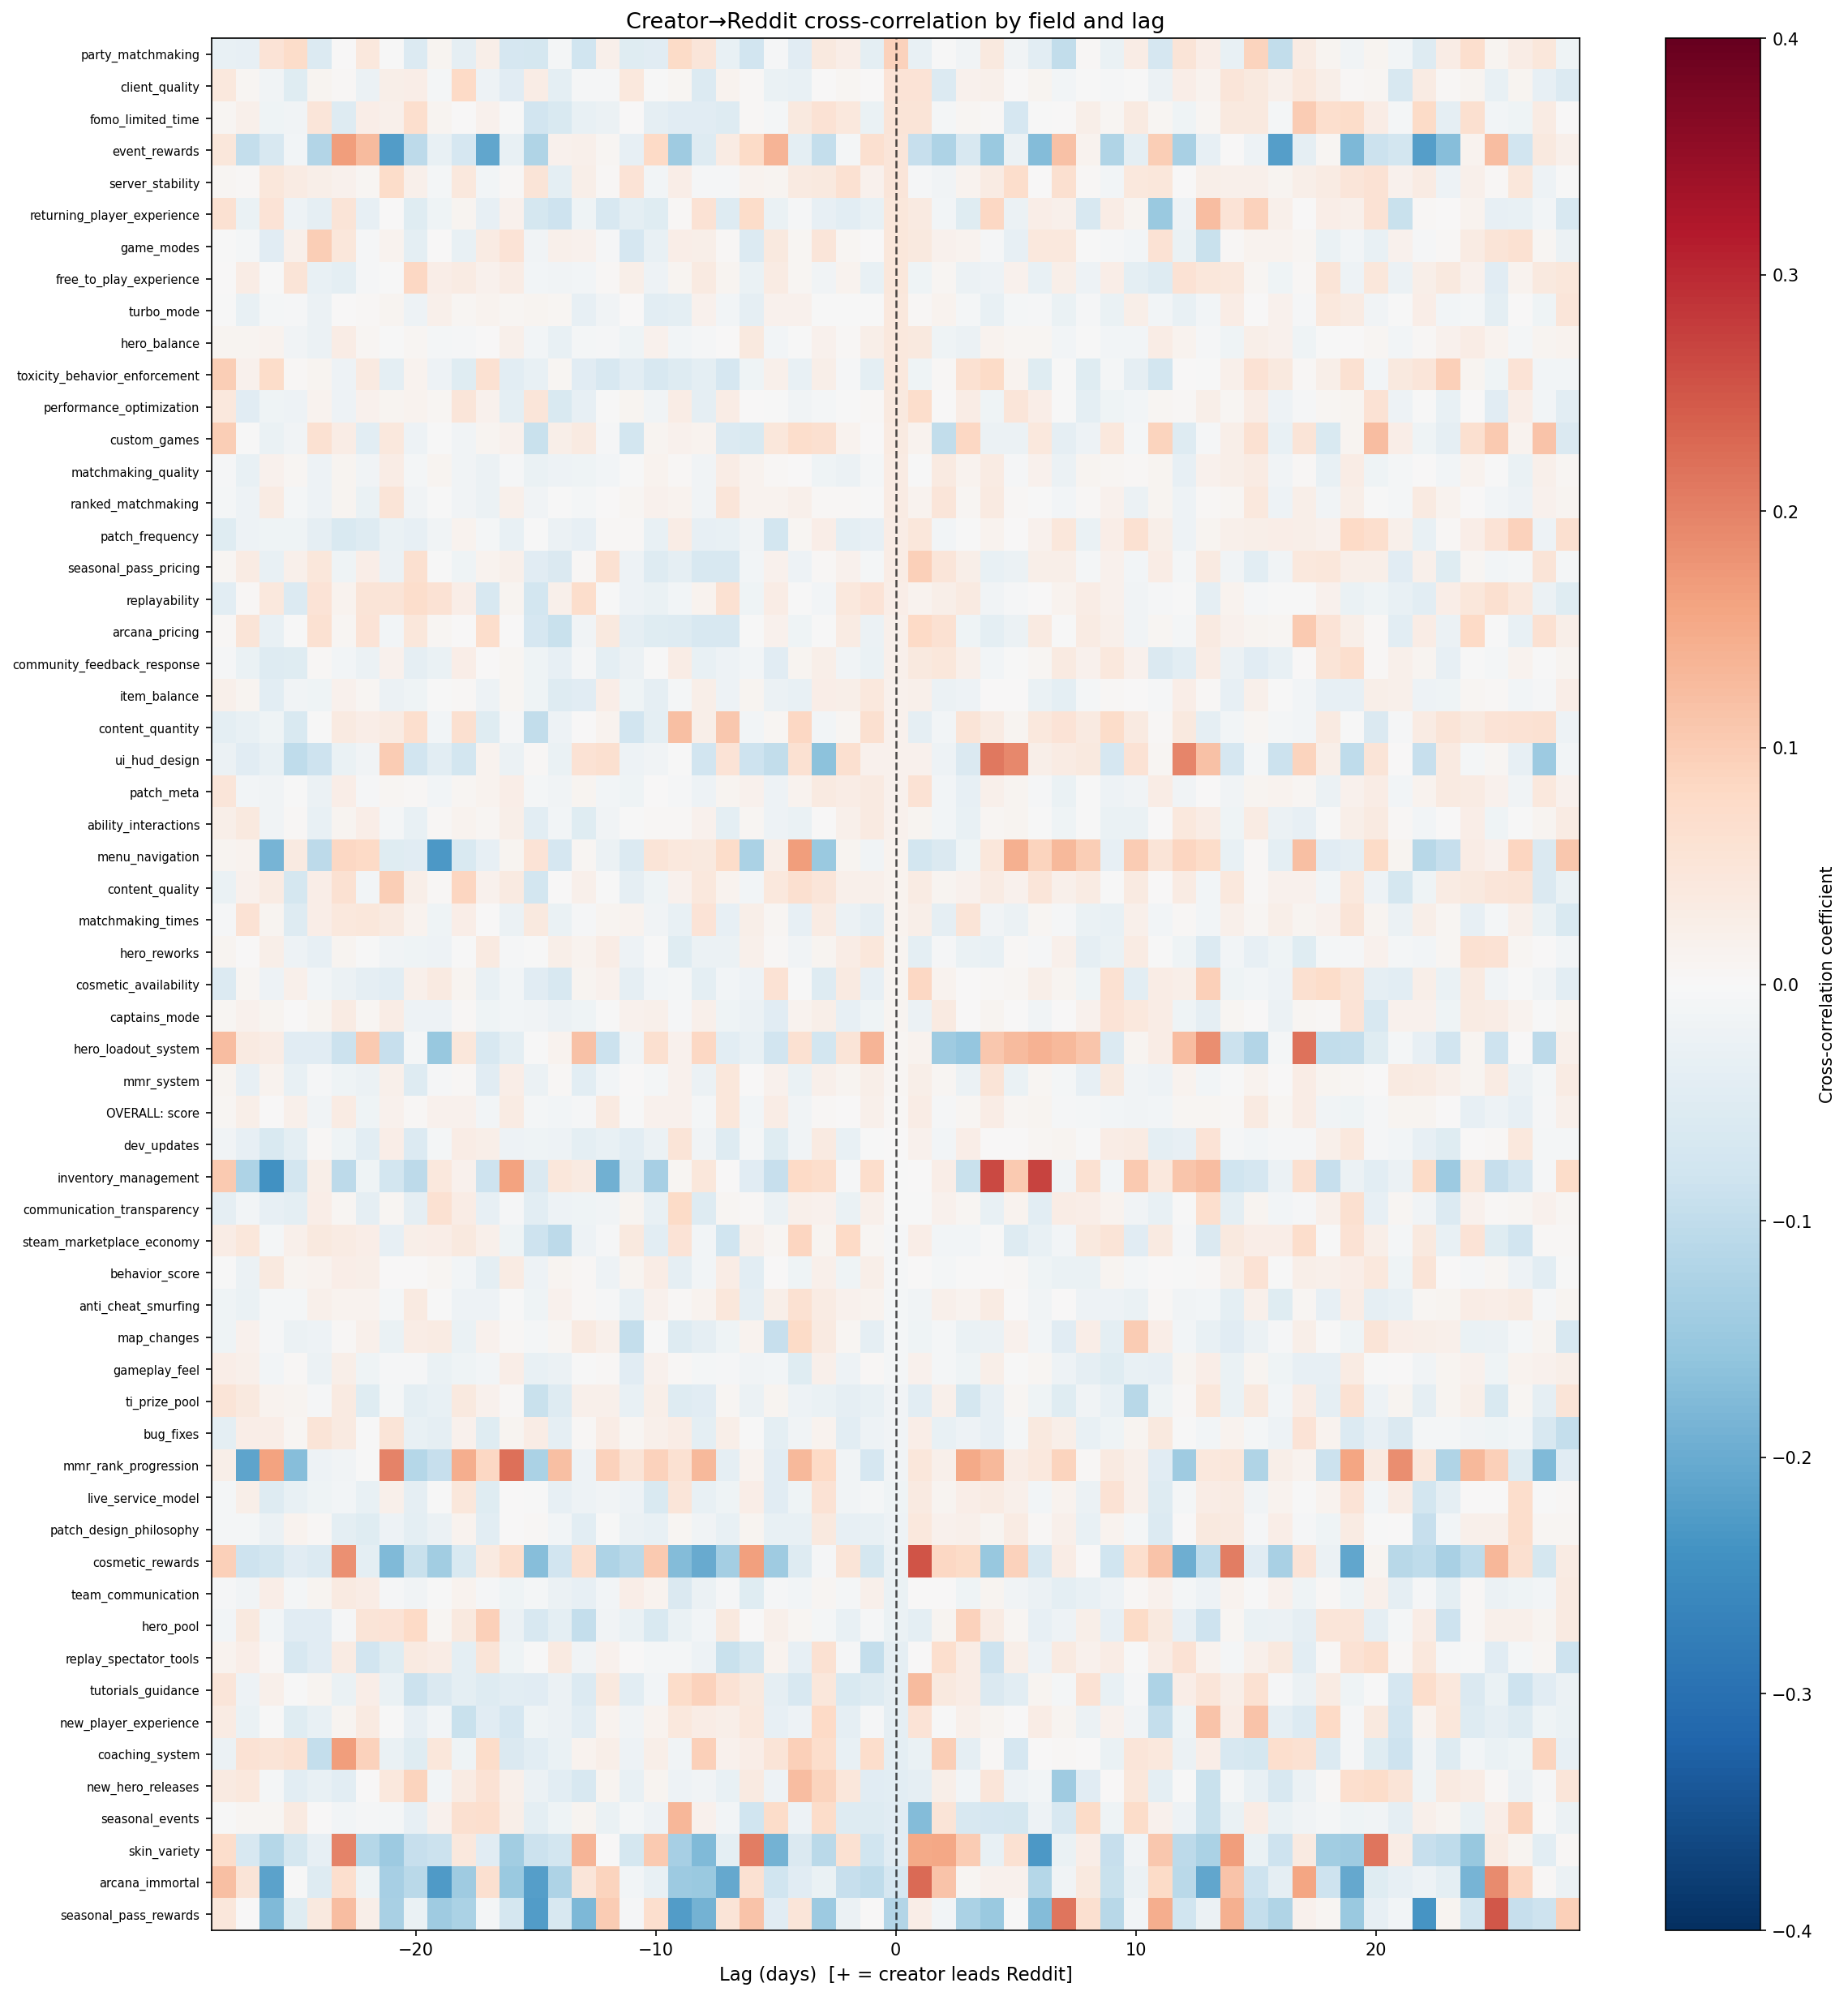 Creator→Reddit cross-correlation by field and lag
party_matchmaking
client_quality
fomo_limited_time
event_rewards
server_stability
returning_player_experience
game_modes
free_to_play_experience
turbo_mode
hero_balance
toxicity_behavior_enforcement
performance_optimization
custom_games
matchmaking_quality
ranked_matchmaking
patch_frequency
seasonal_pass_pricing
replayability
arcana_pricing
community_feedback_response
item_balance
content_quantity
ui_hud_design
patch_meta
ability_interactions
menu_navigation
content_quality
matchmaking_times
hero_reworks
cosmetic_availability
captains_mode
hero_loadout_system
mmr_system
OVERALL: score
dev_updates
inventory_management
communication_transparency
steam_marketplace_economy
behavior_score
anti_cheat_smurfing
map_changes
gameplay_feel
ti_prize_pool
bug_fixes
mmr_rank_progression
live_service_model
patch_design_philosophy
cosmetic_rewards
team_communication
hero_pool
replay_spectator_tools
tutorials_guidance
new_player_experience
coaching_system
new_hero_releases
seasonal_events
skin_variety
arcana_immortal
seasonal_pass_rewards
−20
−10
0
10
20
Lag (days)  [+ = creator leads Reddit]
0.4
0.3
0.2
0.1
0.0
−0.1
−0.2
−0.3
−0.4
Cross-correlation coefficient